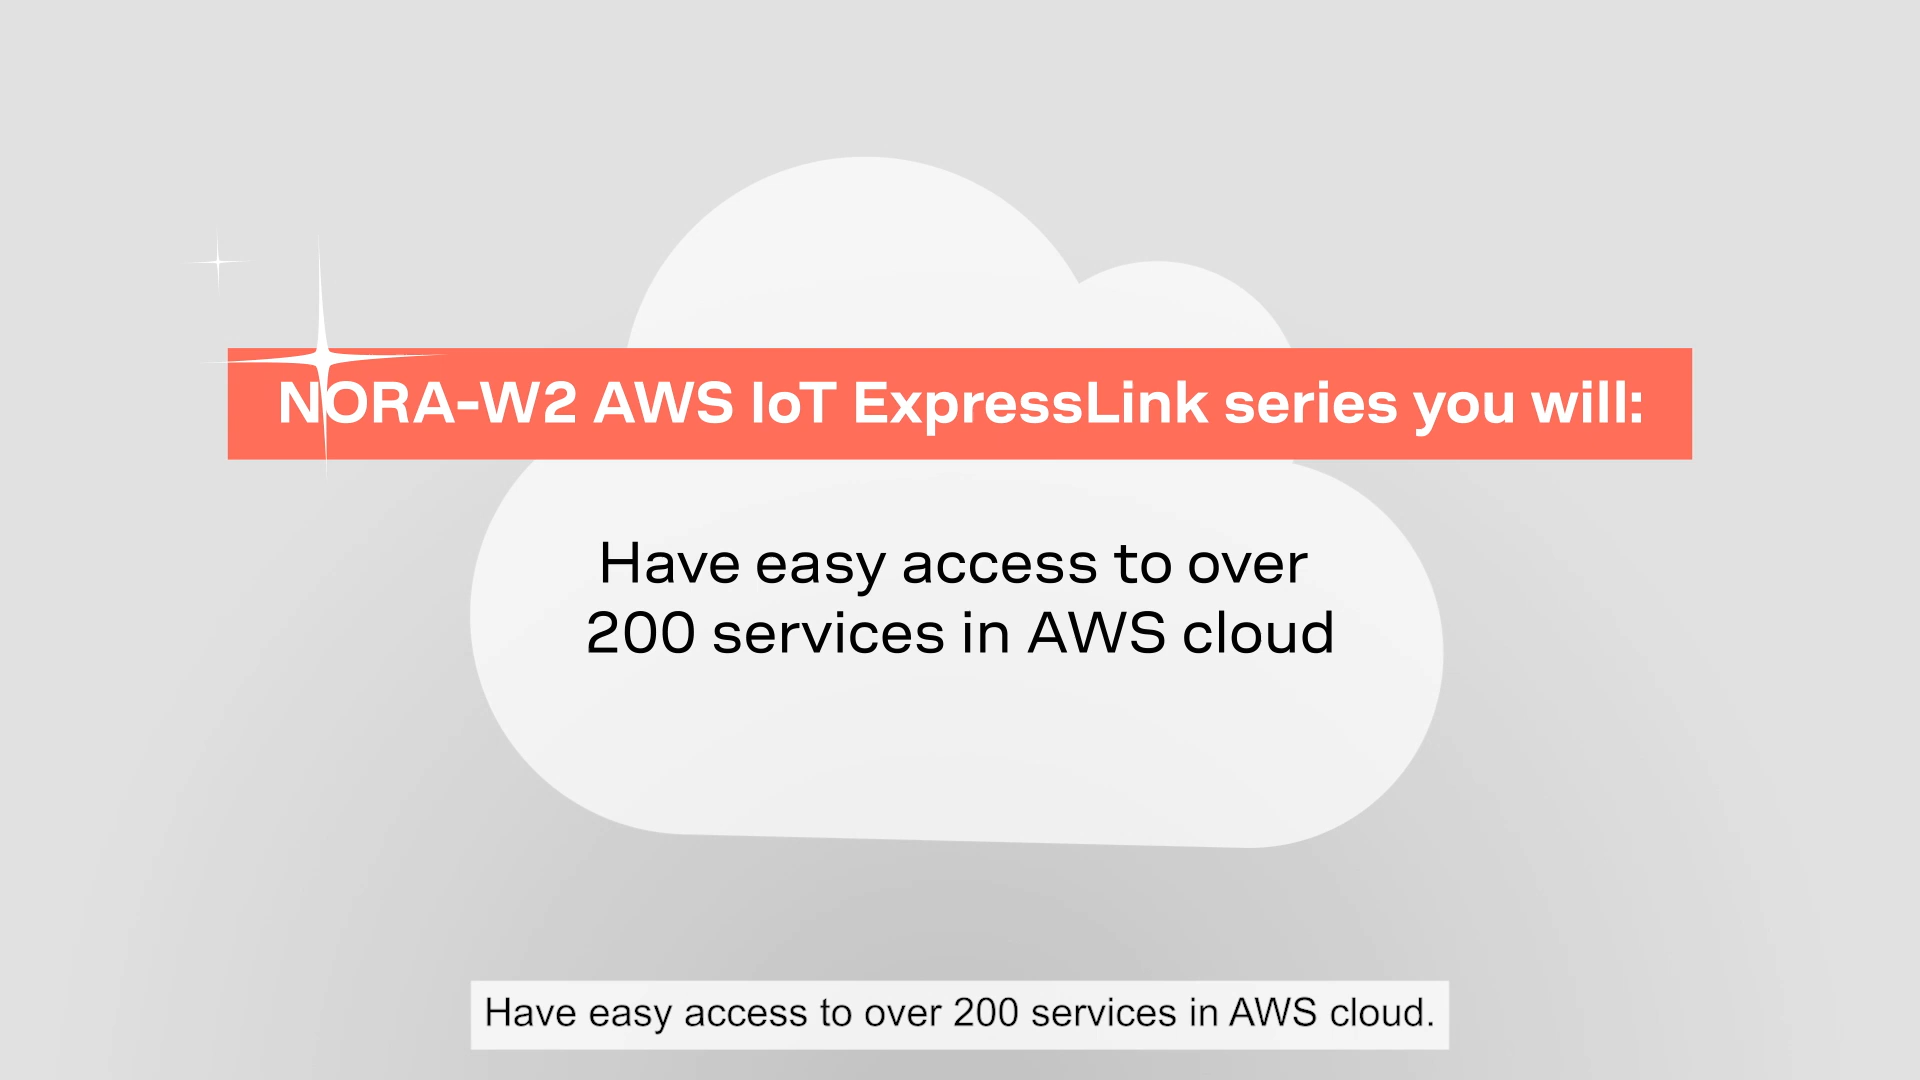 NORA-W2 AWS IoT ExpressLink series you will:
Have easy access to over
200 services in AWS cloud
Have easy access to over 200 services in AWS cloud.